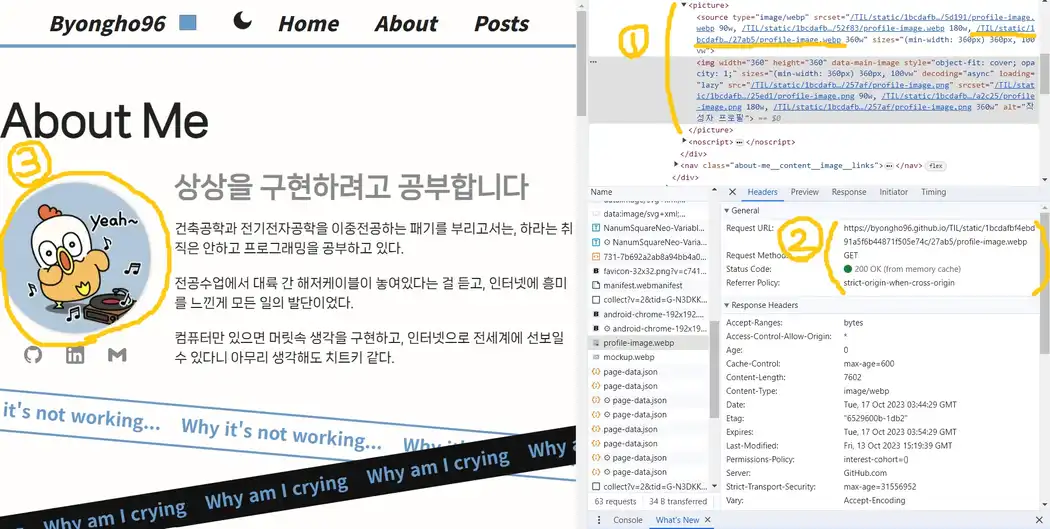 Byongho96
Home
About
Posts
About Me
③
Yeah~
상상을 구현하려고 공부합니다
건축공학과 전기전자공학을 이중전공하는 패기를 부리고서는, 하라는 취
직은 안하고 프로그래밍을 공부하고 있다.
전공수업에서 대륙 간 해저케이블이 놓여있다는 걸 듣고, 인터넷에 흥미
를 느낀게 모든 일의 발단이었다.
컴퓨터만 있으면 머릿속 생각을 구현하고, 인터넷으로 전세계에 선보일
수 있다니 아무리 생각해도 치트키 같다.
it's not working... Why it's not working... Why it's
Why am I crying Why am I crying Why am I crying Why a
①
<picture>
<source type="image/webp" srcset="/TIL/static/1bcdafb…/5d191/profile-image.
webp 90w, /TIL/static/1bcdafb…/52f83/profile-image.webp 180w, /TIL/static/1
bcdafb…/27ab5/profile-image.webp 360w" sizes="(min-width: 360px) 360px, 100
vw">
<img width="360" height="360" data-main-image style="object-fit: cover; opa
city: 1;" sizes="(min-width: 360px) 360px, 100vw" decoding="async" loading=
"lazy" src="/TIL/static/1bcdafb…/257af/profile-image.png" srcset="/TIL/stat
ic/1bcdafb…/25ed1/profile-image.png 90w, /TIL/static/1bcdafb…/a2c25/profile
-image.png 180w, /TIL/static/1bcdafb…/257af/profile-image.png 360w" alt="작
성자 프로필"> == $0
</picture>
<noscript>…</noscript>
</div>
<nav class="about-me__content__image__links">…</nav> flex
</div>
Name
data:image/svg+xml;...
NanumSquareNeo-Variabl...
NanumSquareNeo-Varia...
731-7b692a2ab8a94bb4a0...
favicon-32x32.png?v=c741...
manifest.webmanifest
collect?v=2&tid=G-N3DKK...
android-chrome-192x192...
android-chrome-192x19...
profile-image.webp
mockup.webp
page-data.json
page-data.json
page-data.json
page-data.json
page-data.json
page-data.json
page-data.json
page-data.json
collect?v=2&tid=G-N3DKK...
63 requests 34 B transferred
Headers Preview Response Initiator Timing
General
②
Request URL: https://byongho96.github.io/TIL/static/1bcdafbf4ebd
91a5f6b44871f505e74c/27ab5/profile-image.webp
Request Method: GET
Status Code: 200 OK (from memory cache)
Referrer Policy: strict-origin-when-cross-origin
Response Headers
Accept-Ranges: bytes
Access-Control-Allow-Origin: *
Age: 0
Cache-Control: max-age=600
Content-Length: 7602
Content-Type: image/webp
Date: Tue, 17 Oct 2023 03:44:29 GMT
Etag: "6529600b-1db2"
Expires: Tue, 17 Oct 2023 03:54:29 GMT
Last-Modified: Fri, 13 Oct 2023 15:19:39 GMT
Permissions-Policy: interest-cohort=()
Server: GitHub.com
Strict-Transport-Security: max-age=31556952
Vary: Accept-Encoding
Console What's New